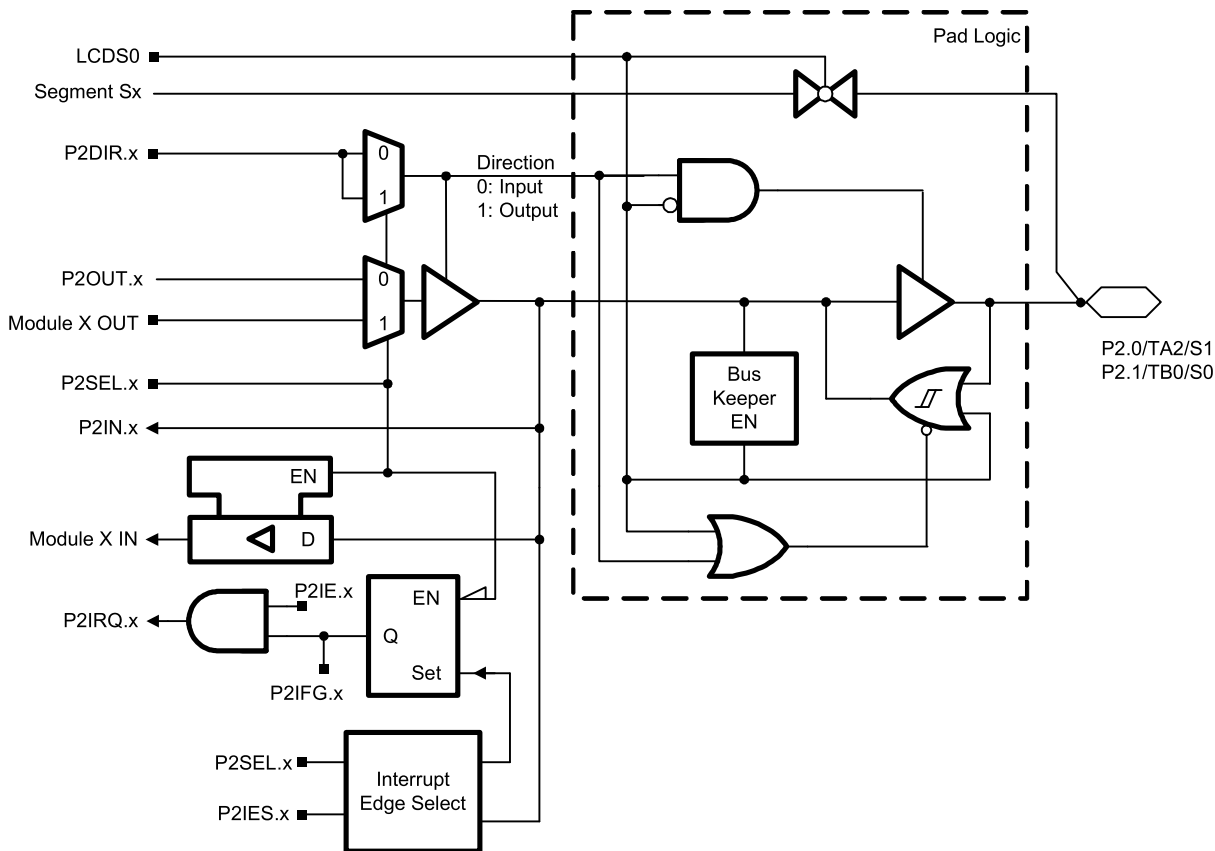 Pad Logic
LCDS0
Segment Sx
P2DIR.x
0
1
Direction
0: Input
1: Output
P2OUT.x
0
Module X OUT
1
P2SEL.x
P2IN.x
Bus
Keeper
EN
P2.0/TA2/S1
P2.1/TB0/S0
EN
Module X IN
D
P2IE.x
P2IRQ.x
EN
Q
Set
P2IFG.x
P2SEL.x
P2IES.x
Interrupt
Edge Select